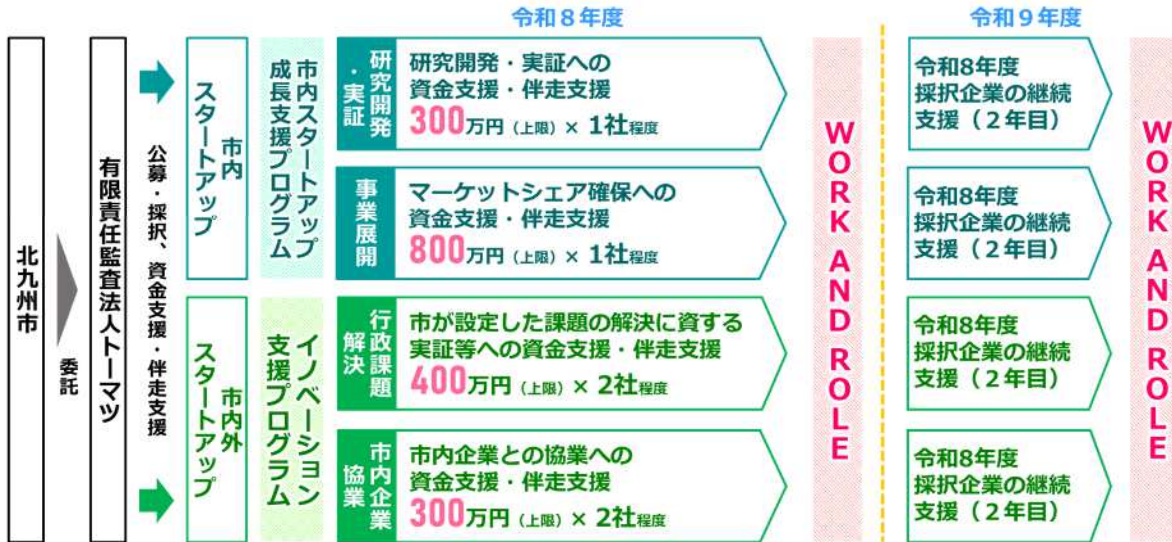 令和８年度
令和９年度
北九州市
委託
有限責任監査法人トーマツ
公募・採択、資金支援・伴走支援
市内
スタートアップ
市内スタートアップ
成長支援プログラム
研究開発
・実証
研究開発・実証への
資金支援・伴走支援
300万円（上限）× 1社程度
事業展開
マーケットシェア確保への
資金支援・伴走支援
800万円（上限）× 1社程度
市内外
スタートアップ
イノベーション
支援プログラム
行政課題
解決
市が設定した課題の解決に資する
実証等への資金支援・伴走支援
400万円（上限）× 2社程度
市内企業
協業
市内企業との協業への
資金支援・伴走支援
300万円（上限）× 2社程度
WORK AND ROLE
令和8年度
採択企業の継続
支援（２年目）
令和8年度
採択企業の継続
支援（２年目）
令和8年度
採択企業の継続
支援（２年目）
令和8年度
採択企業の継続
支援（２年目）
WORK AND ROLE